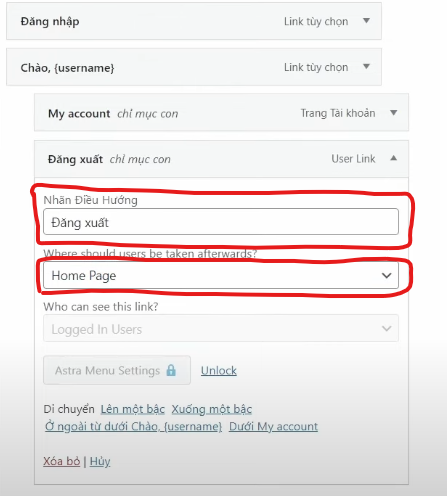 Đăng nhập Link tùy chọn
Chào, {username} Link tùy chọn
My account chỉ mục con Trang Tài khoản
Đăng xuất chỉ mục con User Link
Nhãn Điều Hướng
Đăng xuất
Where should users be taken afterwards?
Home Page
Who can see this link?
Logged In Users
Astra Menu Settings Unlock
Di chuyển Lên một bậc Xuống một bậc
Ở ngoài từ dưới Chào, {username} Dưới My account
Xóa bỏ | Hủy